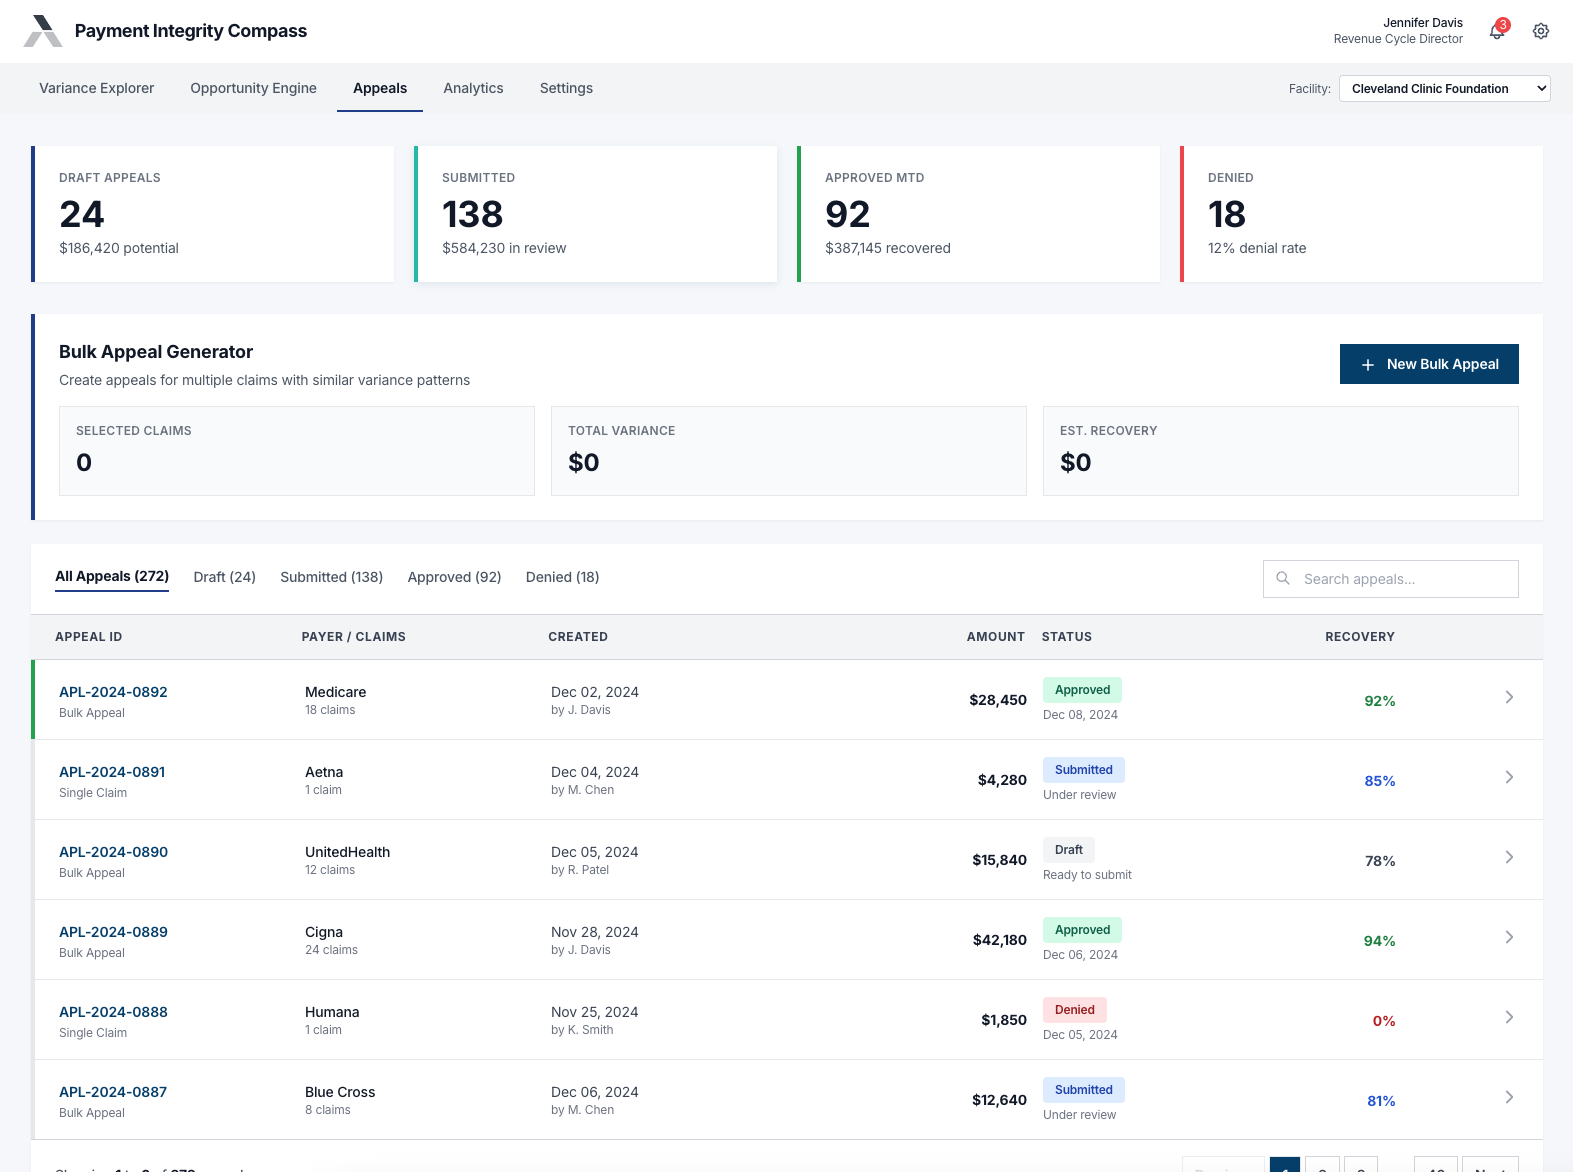 Payment Integrity Compass
Jennifer Davis
Revenue Cycle Director
3
Variance Explorer
Opportunity Engine
Appeals
Analytics
Settings
Facility:
Cleveland Clinic Foundation
DRAFT APPEALS
24
$186,420 potential
SUBMITTED
138
$584,230 in review
APPROVED MTD
92
$387,145 recovered
DENIED
18
12% denial rate
Bulk Appeal Generator
Create appeals for multiple claims with similar variance patterns
New Bulk Appeal
SELECTED CLAIMS
0
TOTAL VARIANCE
$0
EST. RECOVERY
$0
All Appeals (272)
Draft (24)
Submitted (138)
Approved (92)
Denied (18)
Search appeals...
APPEAL ID
PAYER / CLAIMS
CREATED
AMOUNT
STATUS
RECOVERY
APL-2024-0892
Bulk Appeal
Medicare
18 claims
Dec 02, 2024
by J. Davis
$28,450
Approved
Dec 08, 2024
92%
APL-2024-0891
Single Claim
Aetna
1 claim
Dec 04, 2024
by M. Chen
$4,280
Submitted
Under review
85%
APL-2024-0890
Bulk Appeal
UnitedHealth
12 claims
Dec 05, 2024
by R. Patel
$15,840
Draft
Ready to submit
78%
APL-2024-0889
Bulk Appeal
Cigna
24 claims
Nov 28, 2024
by J. Davis
$42,180
Approved
Dec 06, 2024
94%
APL-2024-0888
Single Claim
Humana
1 claim
Nov 25, 2024
by K. Smith
$1,850
Denied
Dec 05, 2024
0%
APL-2024-0887
Bulk Appeal
Blue Cross
8 claims
Dec 06, 2024
by M. Chen
$12,640
Submitted
Under review
81%